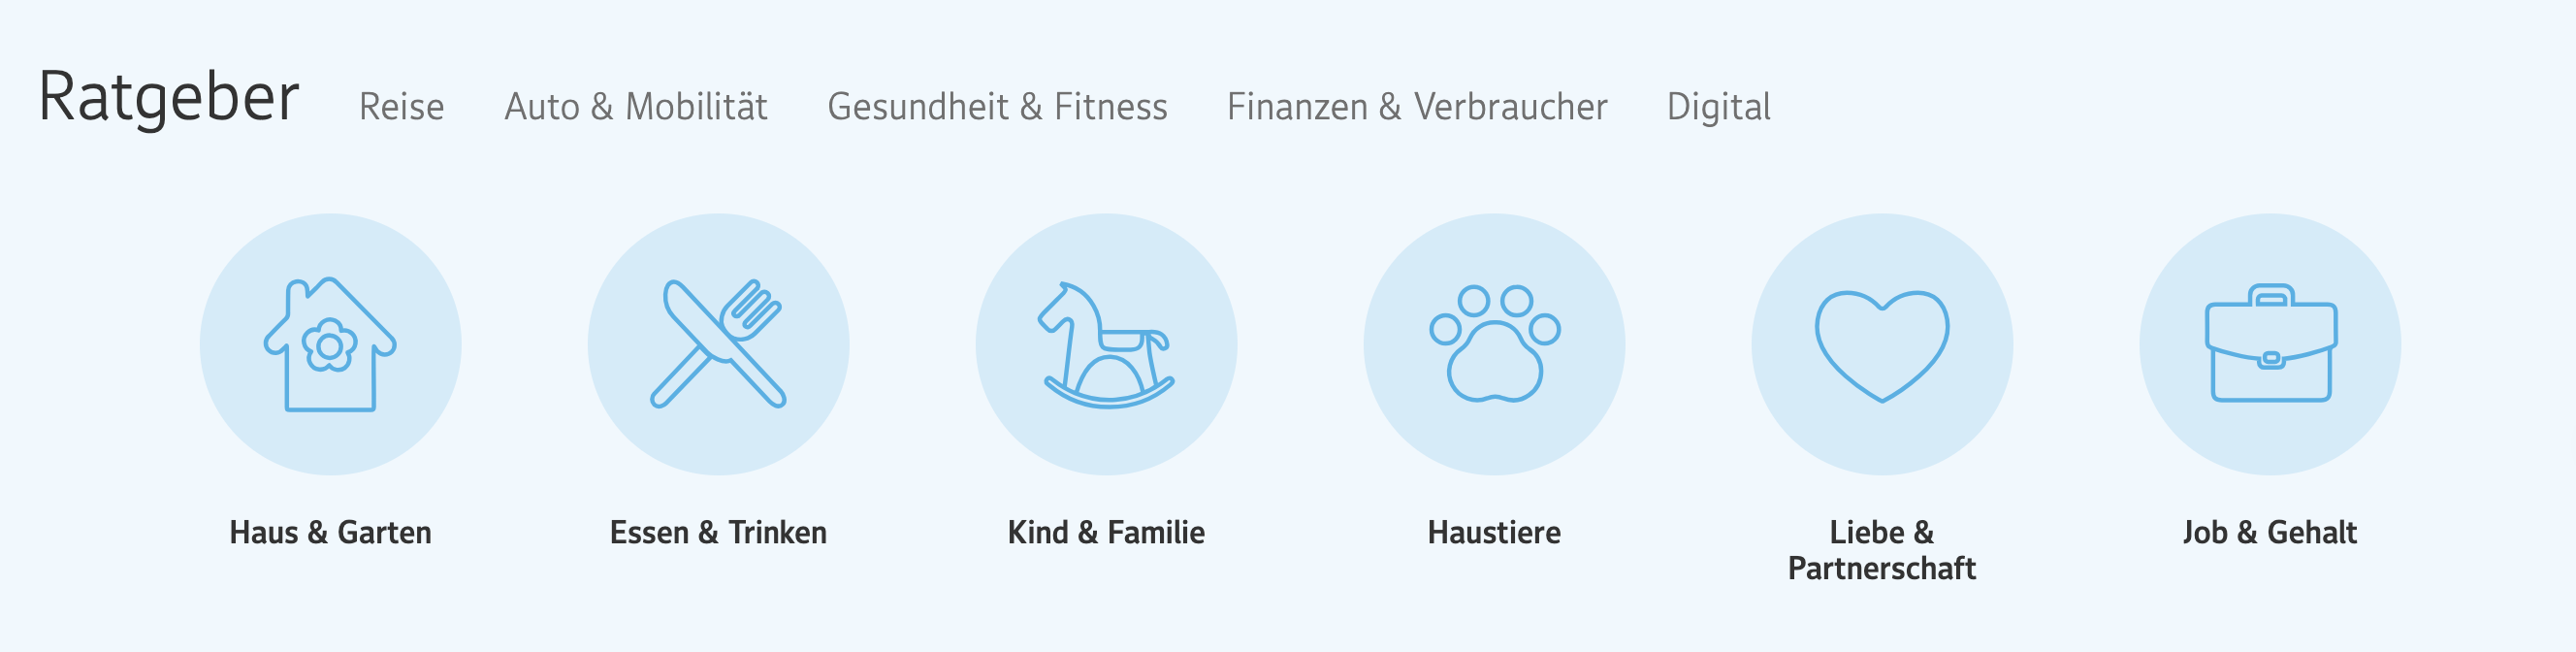 Ratgeber Reise Auto & Mobilität Gesundheit & Fitness Finanzen & Verbraucher Digital
Haus & Garten
Essen & Trinken
Kind & Familie
Haustiere
Liebe &
Partnerschaft
Job & Gehalt